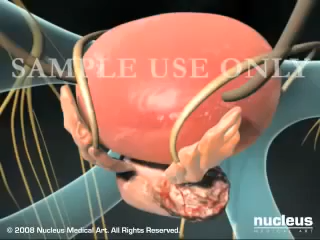 SAMPLE USE ONLY
nucleus
MEDICAL ART
© 2008 Nucleus Medical Art. All Rights Reserved.